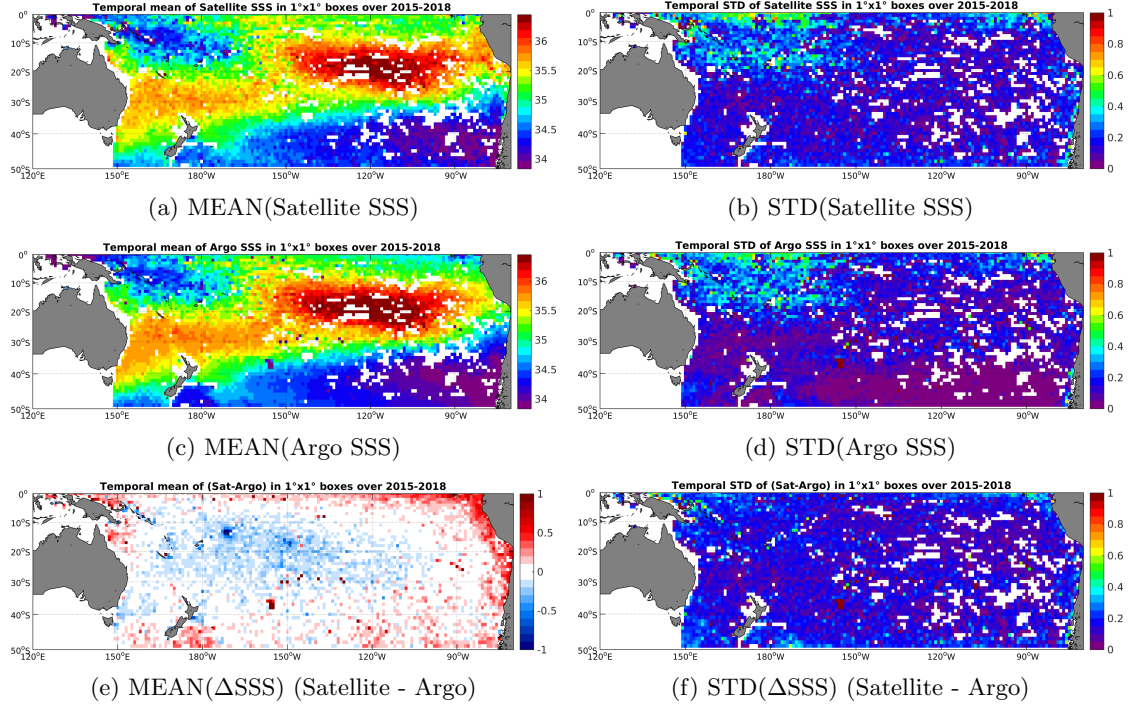 Temporal mean of Satellite SSS in 1°x1° boxes over 2015-2018
0°
10°S
20°S
30°S
40°S
50°S
120°E 150°E 180°W 150°W 120°W 90°W
36
35.5
35
34.5
34
(a) MEAN(Satellite SSS)
Temporal STD of Satellite SSS in 1°x1° boxes over 2015-2018
0°
10°S
20°S
30°S
40°S
50°S
120°E 150°E 180°W 150°W 120°W 90°W
1
0.8
0.6
0.4
0.2
0
(b) STD(Satellite SSS)
Temporal mean of Argo SSS in 1°x1° boxes over 2015-2018
0°
10°S
20°S
30°S
40°S
50°S
120°E 150°E 180°W 150°W 120°W 90°W
36
35.5
35
34.5
34
(c) MEAN(Argo SSS)
Temporal STD of Argo SSS in 1°x1° boxes over 2015-2018
0°
10°S
20°S
30°S
40°S
50°S
120°E 150°E 180°W 150°W 120°W 90°W
1
0.8
0.6
0.4
0.2
0
(d) STD(Argo SSS)
Temporal mean of (Sat-Argo) in 1°x1° boxes over 2015-2018
0°
10°S
20°S
30°S
40°S
50°S
120°E 150°E 180°W 150°W 120°W 90°W
1
0.5
0.1
0
-0.1
-0.5
-1
(e) MEAN(ΔSSS) (Satellite - Argo)
Temporal STD of (Sat-Argo) in 1°x1° boxes over 2015-2018
0°
10°S
20°S
30°S
40°S
50°S
120°E 150°E 180°W 150°W 120°W 90°W
1
0.8
0.6
0.4
0.2
0
(f) STD(ΔSSS) (Satellite - Argo)